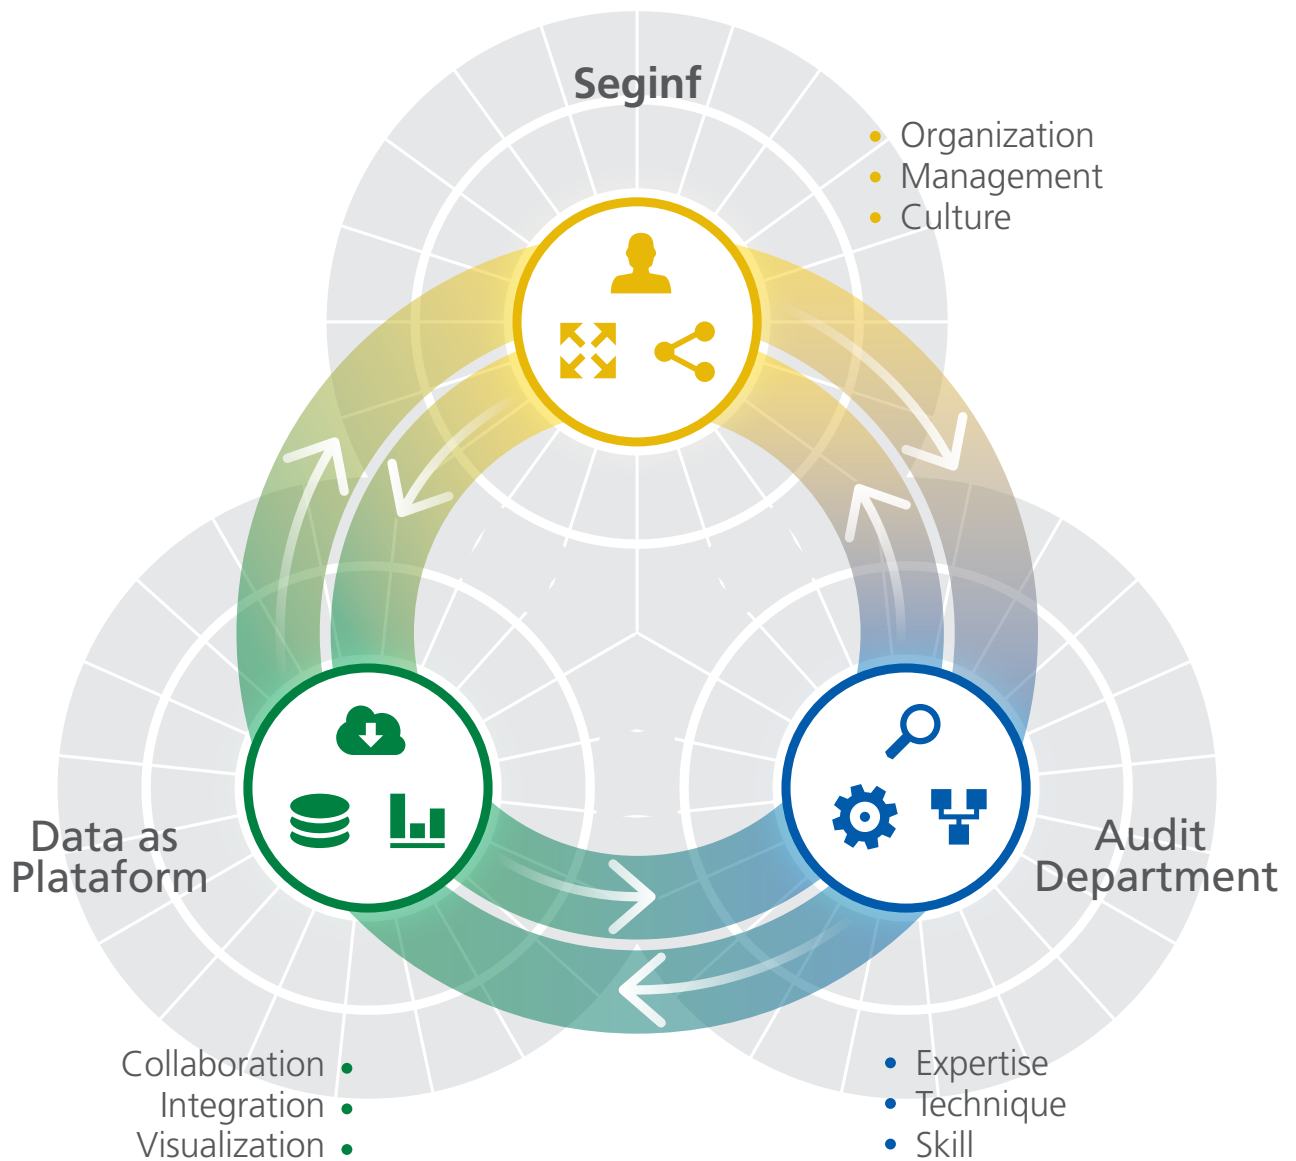 Seginf
Organization
Management
Culture
Data as
Plataform
Audit
Department
Collaboration
Integration
Visualization
Expertise
Technique
Skill